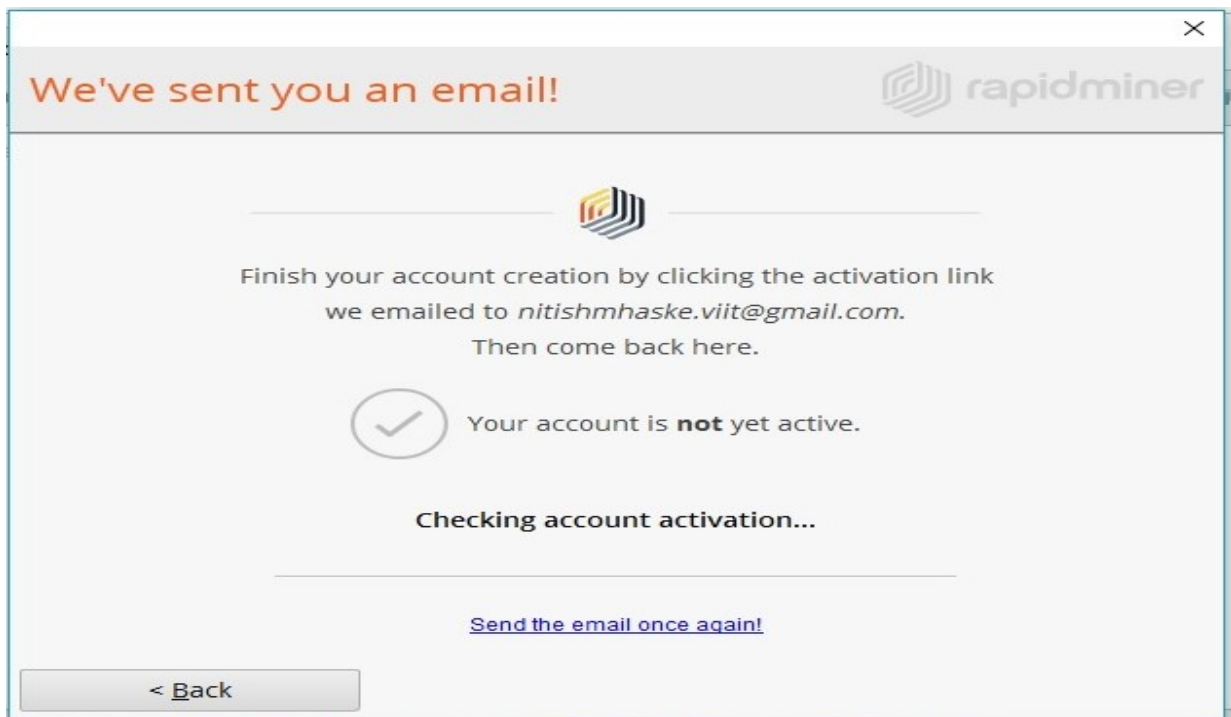 We've sent you an email!
rapidminer
Finish your account creation by clicking the activation link
we emailed to nitishmhaske.viit@gmail.com.
Then come back here.
Your account is not yet active.
Checking account activation...
Send the email once again!
< Back